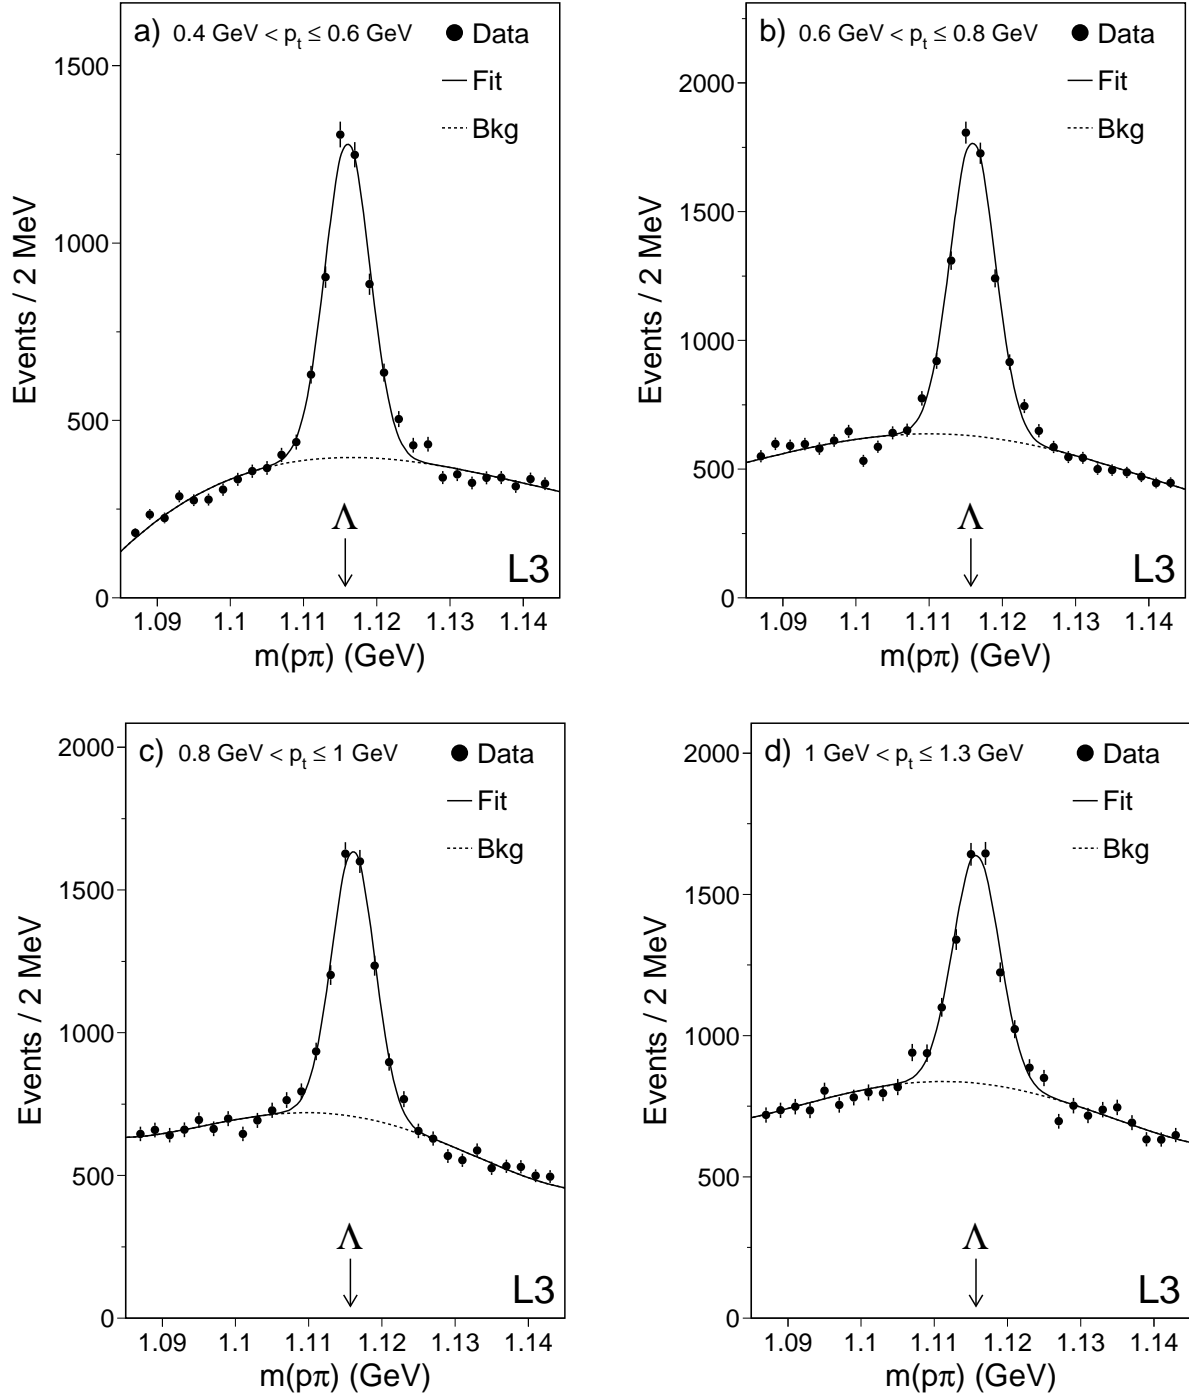 a) 0.4 GeV < pt ≤ 0.6 GeV
Data
Fit
Bkg
1500
1000
500
0
Events / 2 MeV
Λ
L3
1.09 1.1 1.11 1.12 1.13 1.14
m(pπ) (GeV)
b) 0.6 GeV < pt ≤ 0.8 GeV
Data
Fit
Bkg
2000
1500
1000
500
0
Events / 2 MeV
Λ
L3
1.09 1.1 1.11 1.12 1.13 1.14
m(pπ) (GeV)
c) 0.8 GeV < pt ≤ 1 GeV
Data
Fit
Bkg
2000
1500
1000
500
0
Events / 2 MeV
Λ
L3
1.09 1.1 1.11 1.12 1.13 1.14
m(pπ) (GeV)
d) 1 GeV < pt ≤ 1.3 GeV
Data
Fit
Bkg
2000
1500
1000
500
0
Events / 2 MeV
Λ
L3
1.09 1.1 1.11 1.12 1.13 1.14
m(pπ) (GeV)